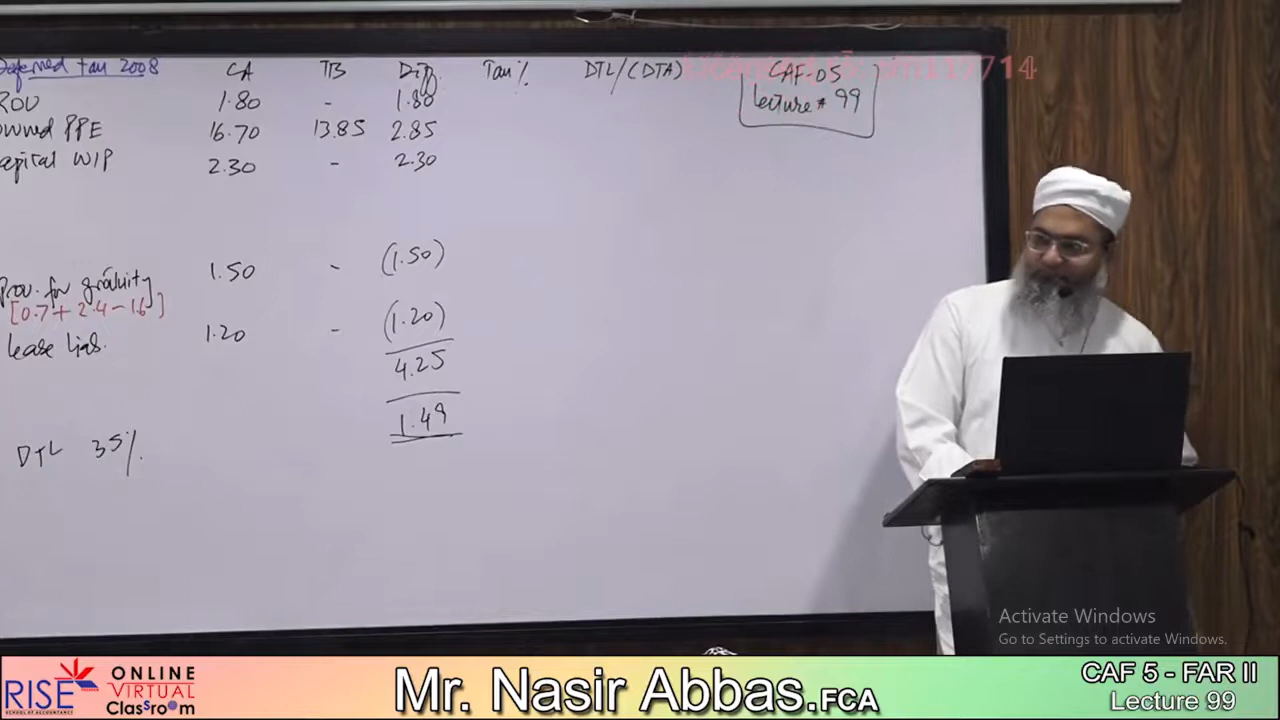 Deferred tax 2008 CA TB Diff. Tax % DTL/(DTA)
ROU 1.80 - 1.80
owned PPE 16.70 13.85 2.85
capital WIP 2.30 - 2.30
Prov. for gratuity 1.50 - (1.50)
[0.7 + 2.4 - 1.6]
lease liab. 1.20 - (1.20)
4.25
DTL 35% 1.49
CAF-05
lecture # 99
Activate Windows
Go to Settings to activate Windows.
RISE
ONLINE
VIRTUAL
Classroom
Mr. Nasir Abbas.FCA
CAF 5 - FAR II
Lecture 99